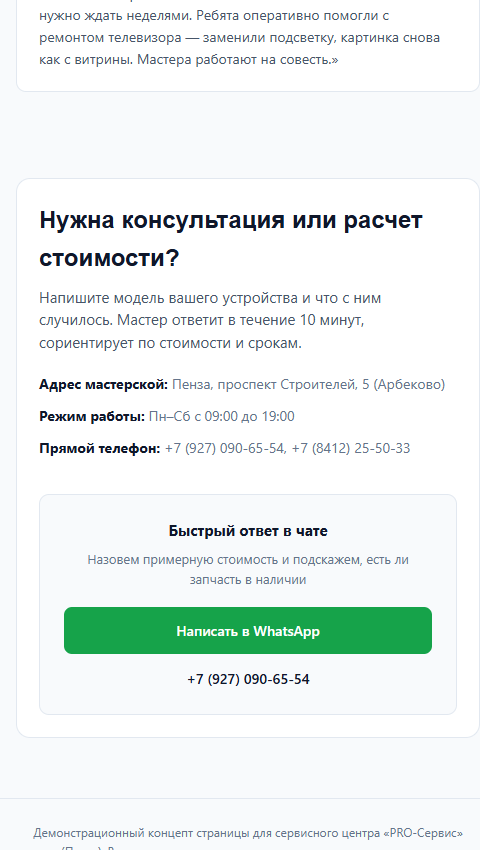 нужно ждать неделями. Ребята оперативно помогли с
ремонтом телевизора — заменили подсветку, картинка снова
как с витрины. Мастера работают на совесть.»
Нужна консультация или расчет
стоимости?
Напишите модель вашего устройства и что с ним
случилось. Мастер ответит в течение 10 минут,
сориентирует по стоимости и срокам.
Адрес мастерской: Пенза, проспект Строителей, 5 (Арбеково)
Режим работы: Пн–Сб с 09:00 до 19:00
Прямой телефон: +7 (927) 090-65-54, +7 (8412) 25-50-33
Быстрый ответ в чате
Назовем примерную стоимость и подскажем, есть ли
запчасть в наличии
Написать в WhatsApp
+7 (927) 090-65-54
Демонстрационный концепт страницы для сервисного центра «PRO-Сервис»